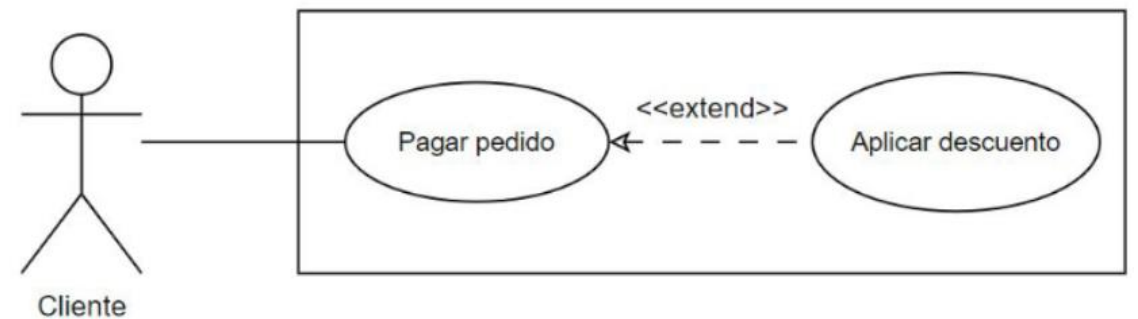 <<extend>>
Pagar pedido
Aplicar descuento
Cliente